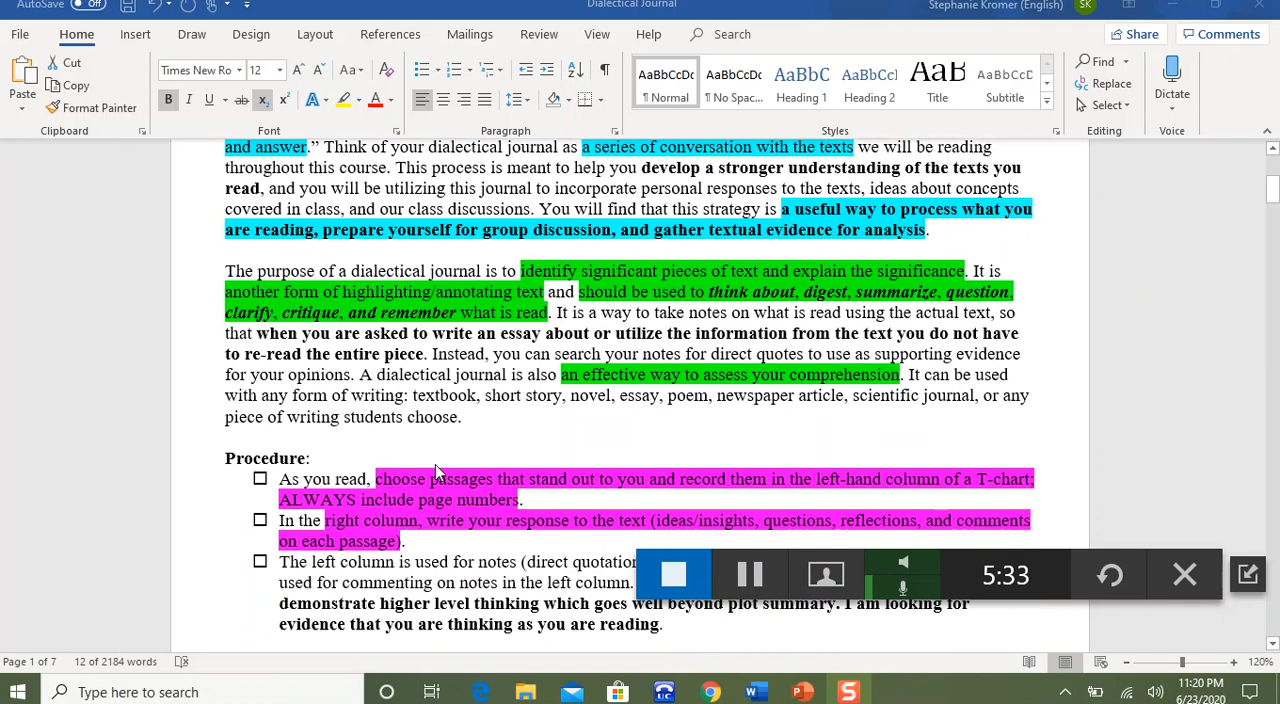 AutoSave Off
Dialectical Journal
Stephanie Kromer (English)
SK
File Home Insert Draw Design Layout References Mailings Review View Help Search Share Comments
Cut
Copy
Format Painter
Paste
Times New Ro 12
AaBbCcDc AaBbCcDc AaBbC AaBbCcD AaB AaBbCcD
¶ Normal ¶ No Spac... Heading 1 Heading 2 Title Subtitle
Find
Replace
Select
Dictate
Clipboard Font Paragraph Styles Editing Voice
and answer.” Think of your dialectical journal as a series of conversation with the texts we will be reading
throughout this course. This process is meant to help you develop a stronger understanding of the texts you
read, and you will be utilizing this journal to incorporate personal responses to the texts, ideas about concepts
covered in class, and our class discussions. You will find that this strategy is a useful way to process what you
are reading, prepare yourself for group discussion, and gather textual evidence for analysis.
The purpose of a dialectical journal is to identify significant pieces of text and explain the significance. It is
another form of highlighting/annotating text and should be used to think about, digest, summarize, question,
clarify, critique, and remember what is read. It is a way to take notes on what is read using the actual text, so
that when you are asked to write an essay about or utilize the information from the text you do not have
to re-read the entire piece. Instead, you can search your notes for direct quotes to use as supporting evidence
for your opinions. A dialectical journal is also an effective way to assess your comprehension. It can be used
with any form of writing: textbook, short story, novel, essay, poem, newspaper article, scientific journal, or any
piece of writing students choose.
Procedure:
As you read, choose passages that stand out to you and record them in the left-hand column of a T-chart;
ALWAYS include page numbers.
In the right column, write your response to the text (ideas/insights, questions, reflections, and comments
on each passage).
The left column is used for notes (direct quotation
used for commenting on notes in the left column.
demonstrate higher level thinking which goes well beyond plot summary. I am looking for
evidence that you are thinking as you are reading.
5:33
Page 1 of 7 12 of 2184 words 120%
Type here to search
11:20 PM
6/23/2020